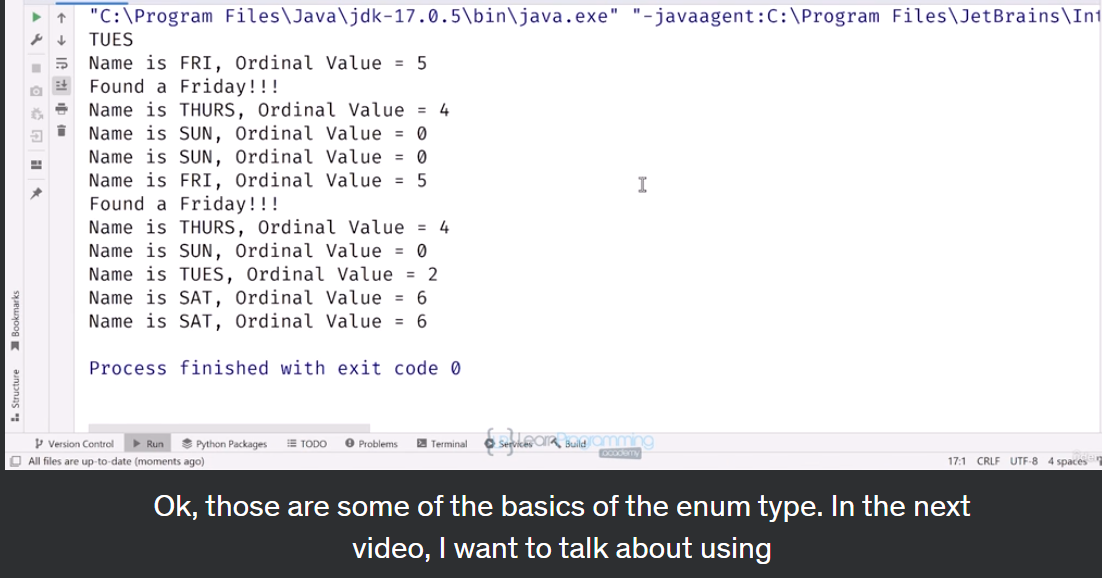 "C:\Program Files\Java\jdk-17.0.5\bin\java.exe" "-javaagent:C:\Program Files\JetBrains\Int
TUES
Name is FRI, Ordinal Value = 5
Found a Friday!!!
Name is THURS, Ordinal Value = 4
Name is SUN, Ordinal Value = 0
Name is SUN, Ordinal Value = 0
Name is FRI, Ordinal Value = 5
Found a Friday!!!
Name is THURS, Ordinal Value = 4
Name is SUN, Ordinal Value = 0
Name is TUES, Ordinal Value = 2
Name is SAT, Ordinal Value = 6
Name is SAT, Ordinal Value = 6
Process finished with exit code 0
Bookmarks
Structure
Version Control Run Python Packages TODO Problems Terminal Services Build
LearnProgramming
academy
All files are up-to-date (moments ago) 17:1 CRLF UTF-8 4 spaces
Ok, those are some of the basics of the enum type. In the next
video, I want to talk about using